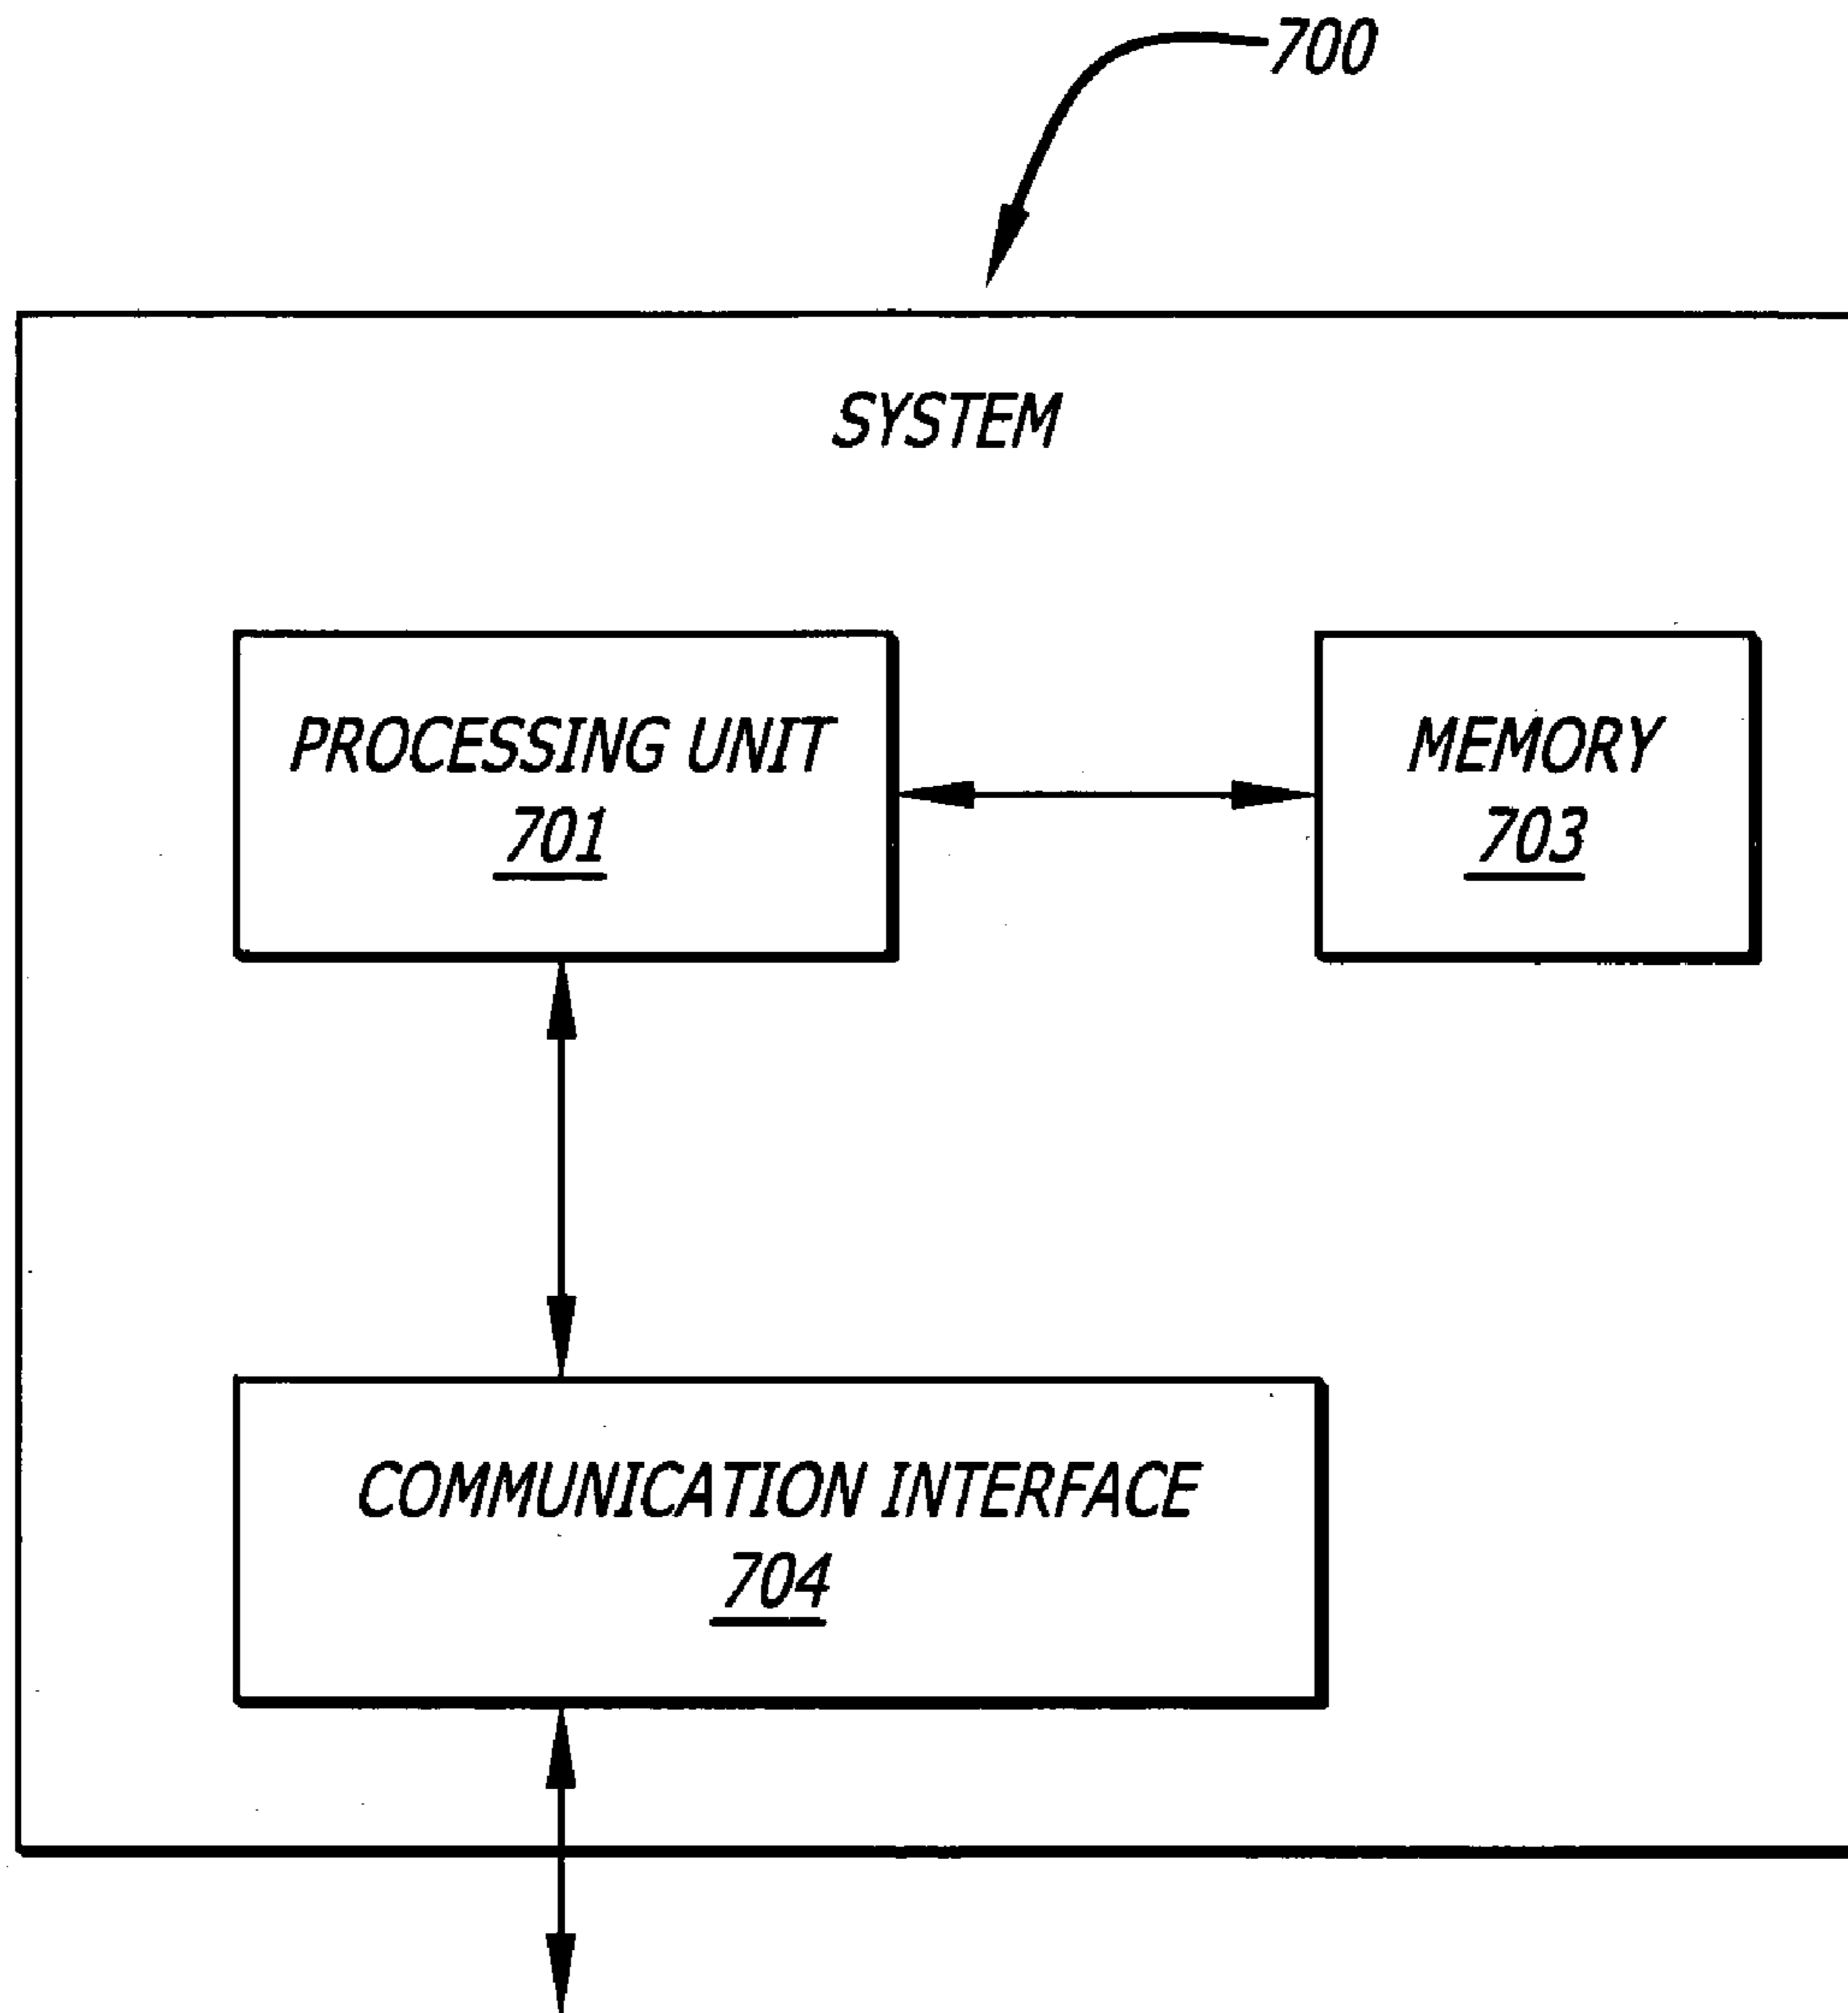 700
SYSTEM
PROCESSING UNIT
701
MEMORY
703
COMMUNICATION INTERFACE
704